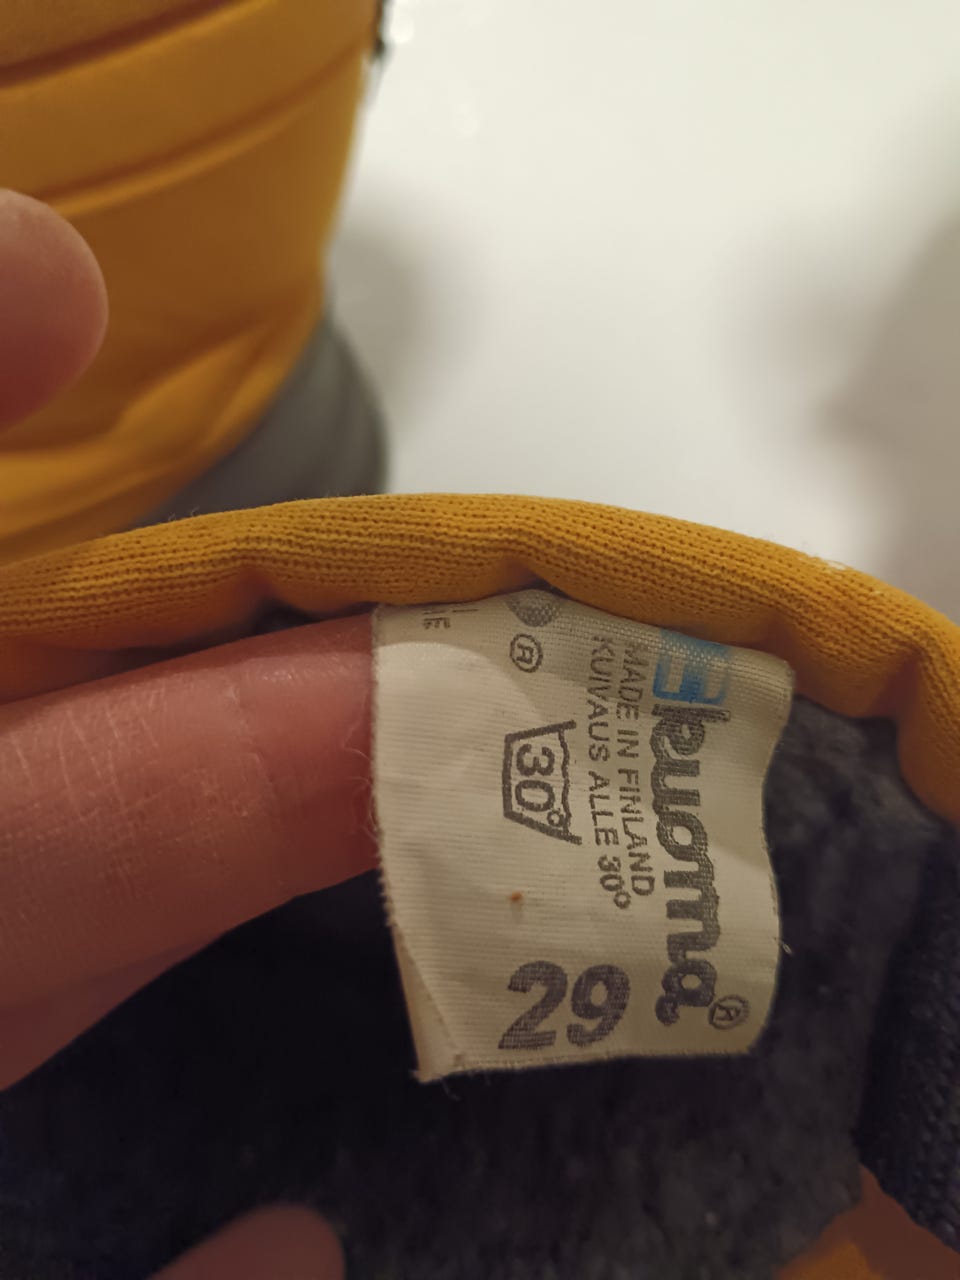 kuoma®
MADE IN FINLAND
KUIVAUS ALLE 30°
30°
®
29